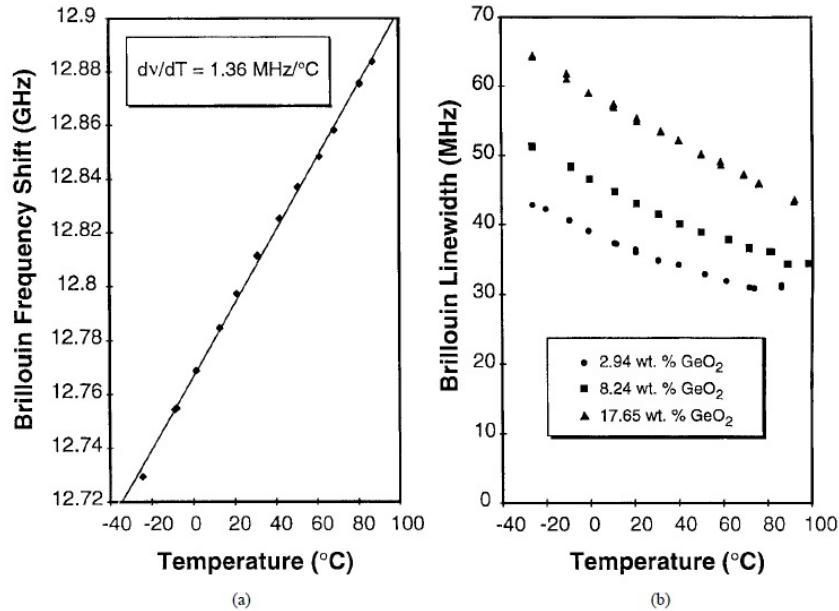 12.9
12.88
12.86
12.84
12.82
12.8
12.78
12.76
12.74
12.72
Brillouin Frequency Shift (GHz)
dν/dT = 1.36 MHz/°C
-40 -20 0 20 40 60 80 100
Temperature (°C)
(a)
70
60
50
40
30
20
10
0
Brillouin Linewidth (MHz)
2.94 wt. % GeO₂
8.24 wt. % GeO₂
17.65 wt. % GeO₂
-40 -20 0 20 40 60 80 100
Temperature (°C)
(b)